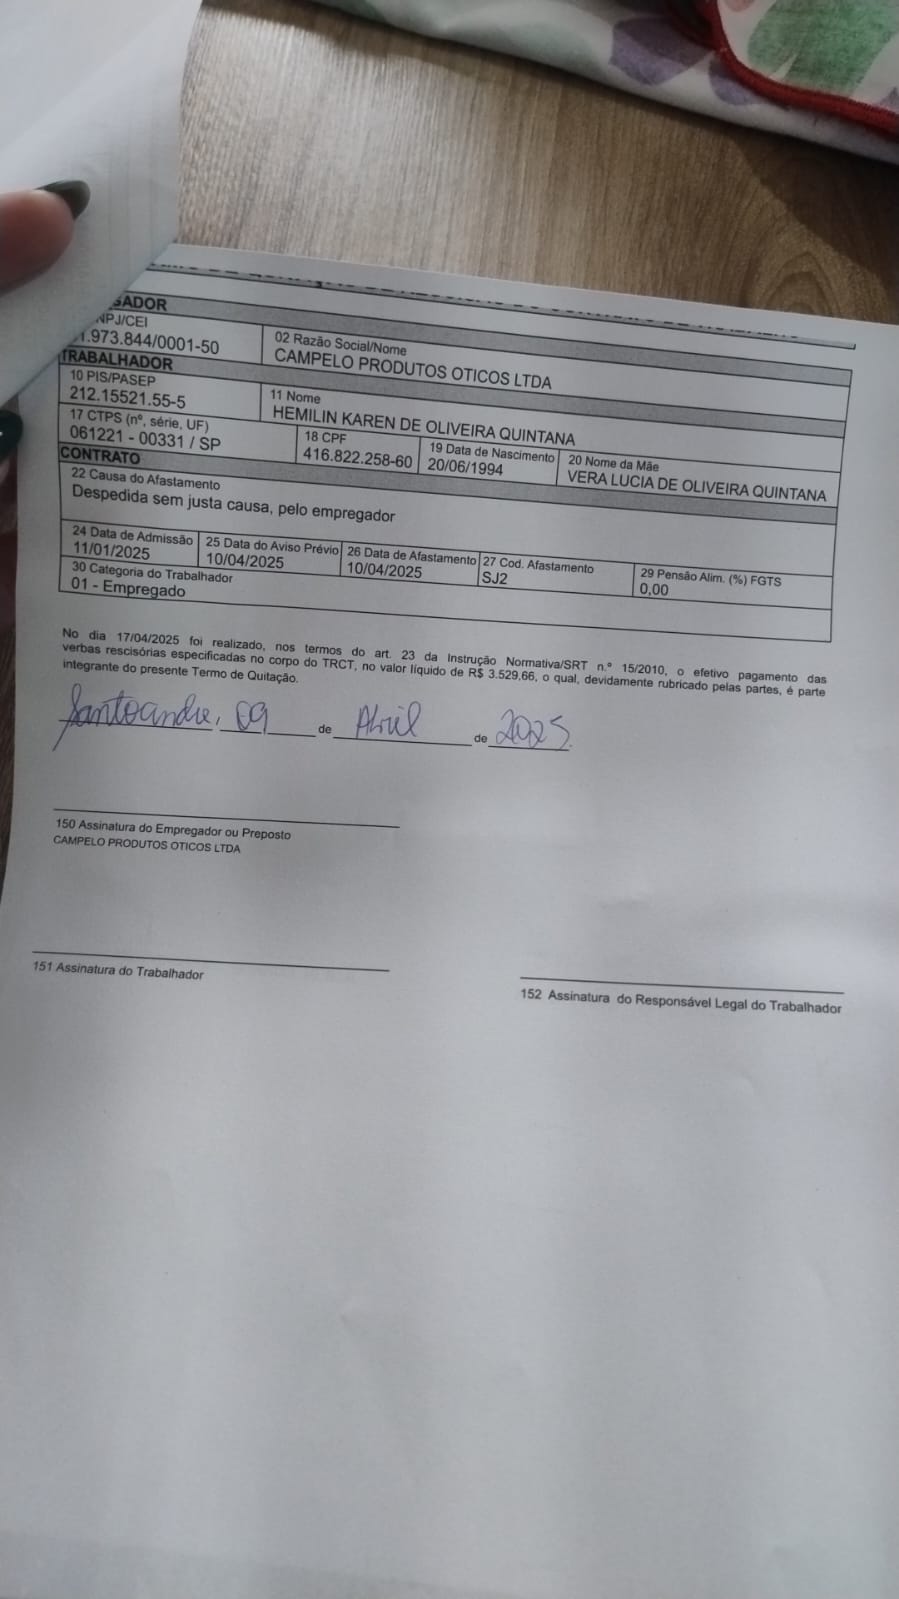 GADOR
NPJ/CEI
1.973.844/0001-50
02 Razão Social/Nome
CAMPELO PRODUTOS OTICOS LTDA
TRABALHADOR
10 PIS/PASEP
212.15521.55-5
11 Nome
HEMILIN KAREN DE OLIVEIRA QUINTANA
17 CTPS (nº, série, UF)
061221 - 00331 / SP
18 CPF
416.822.258-60
19 Data de Nascimento
20/06/1994
20 Nome da Mãe
VERA LUCIA DE OLIVEIRA QUINTANA
CONTRATO
22 Causa do Afastamento
Despedida sem justa causa, pelo empregador
24 Data de Admissão
11/01/2025
25 Data do Aviso Prévio
10/04/2025
26 Data de Afastamento
10/04/2025
27 Cod. Afastamento
SJ2
29 Pensão Alim. (%) FGTS
0,00
30 Categoria do Trabalhador
01 - Empregado
No dia 17/04/2025 foi realizado, nos termos do art. 23 da Instrução Normativa/SRT n.º 15/2010, o efetivo pagamento das
verbas rescisórias especificadas no corpo do TRCT, no valor líquido de R$ 3.529,66, o qual, devidamente rubricado pelas partes, é parte
integrante do presente Termo de Quitação.
Santoandre, 09 de Abril de 2025.
150 Assinatura do Empregador ou Preposto
CAMPELO PRODUTOS OTICOS LTDA
151 Assinatura do Trabalhador
152 Assinatura do Responsável Legal do Trabalhador